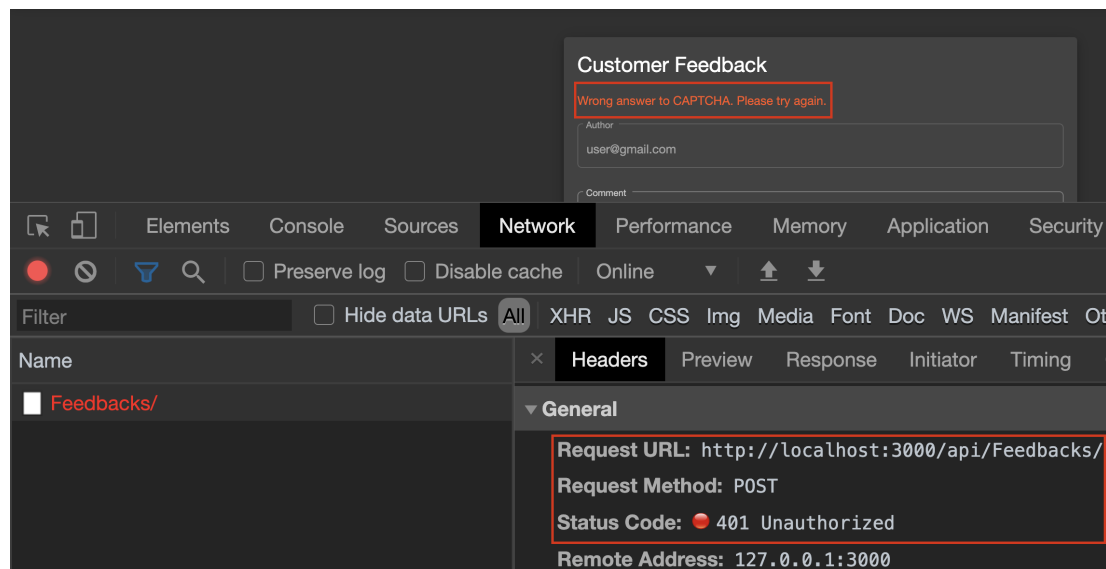 Customer Feedback
Wrong answer to CAPTCHA. Please try again.
Author
user@gmail.com
Comment
Elements Console Sources Network Performance Memory Application Security
Preserve log Disable cache Online
Filter Hide data URLs All XHR JS CSS Img Media Font Doc WS Manifest Ot
Name × Headers Preview Response Initiator Timing
Feedbacks/
General
Request URL: http://localhost:3000/api/Feedbacks/
Request Method: POST
Status Code: 401 Unauthorized
Remote Address: 127.0.0.1:3000